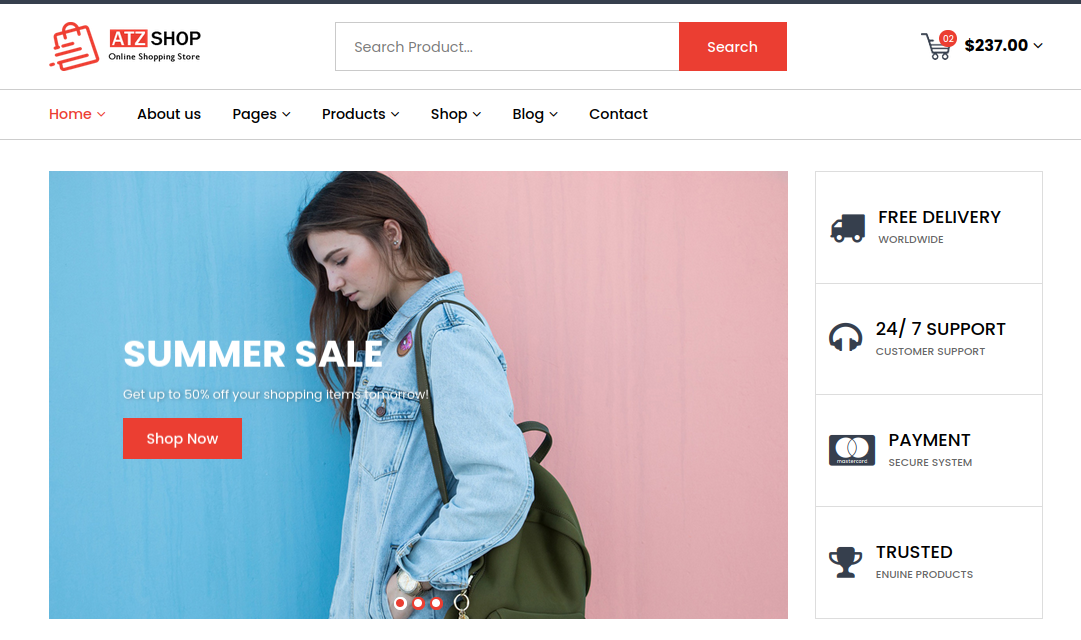 ATZ SHOP
Online Shopping Store
Search Product...
Search
02
$237.00
Home
About us
Pages
Products
Shop
Blog
Contact
SUMMER SALE
Get up to 50% off your shopping items tomorrow!
Shop Now
FREE DELIVERY
WORLDWIDE
24/ 7 SUPPORT
CUSTOMER SUPPORT
mastercard
PAYMENT
SECURE SYSTEM
TRUSTED
ENUINE PRODUCTS